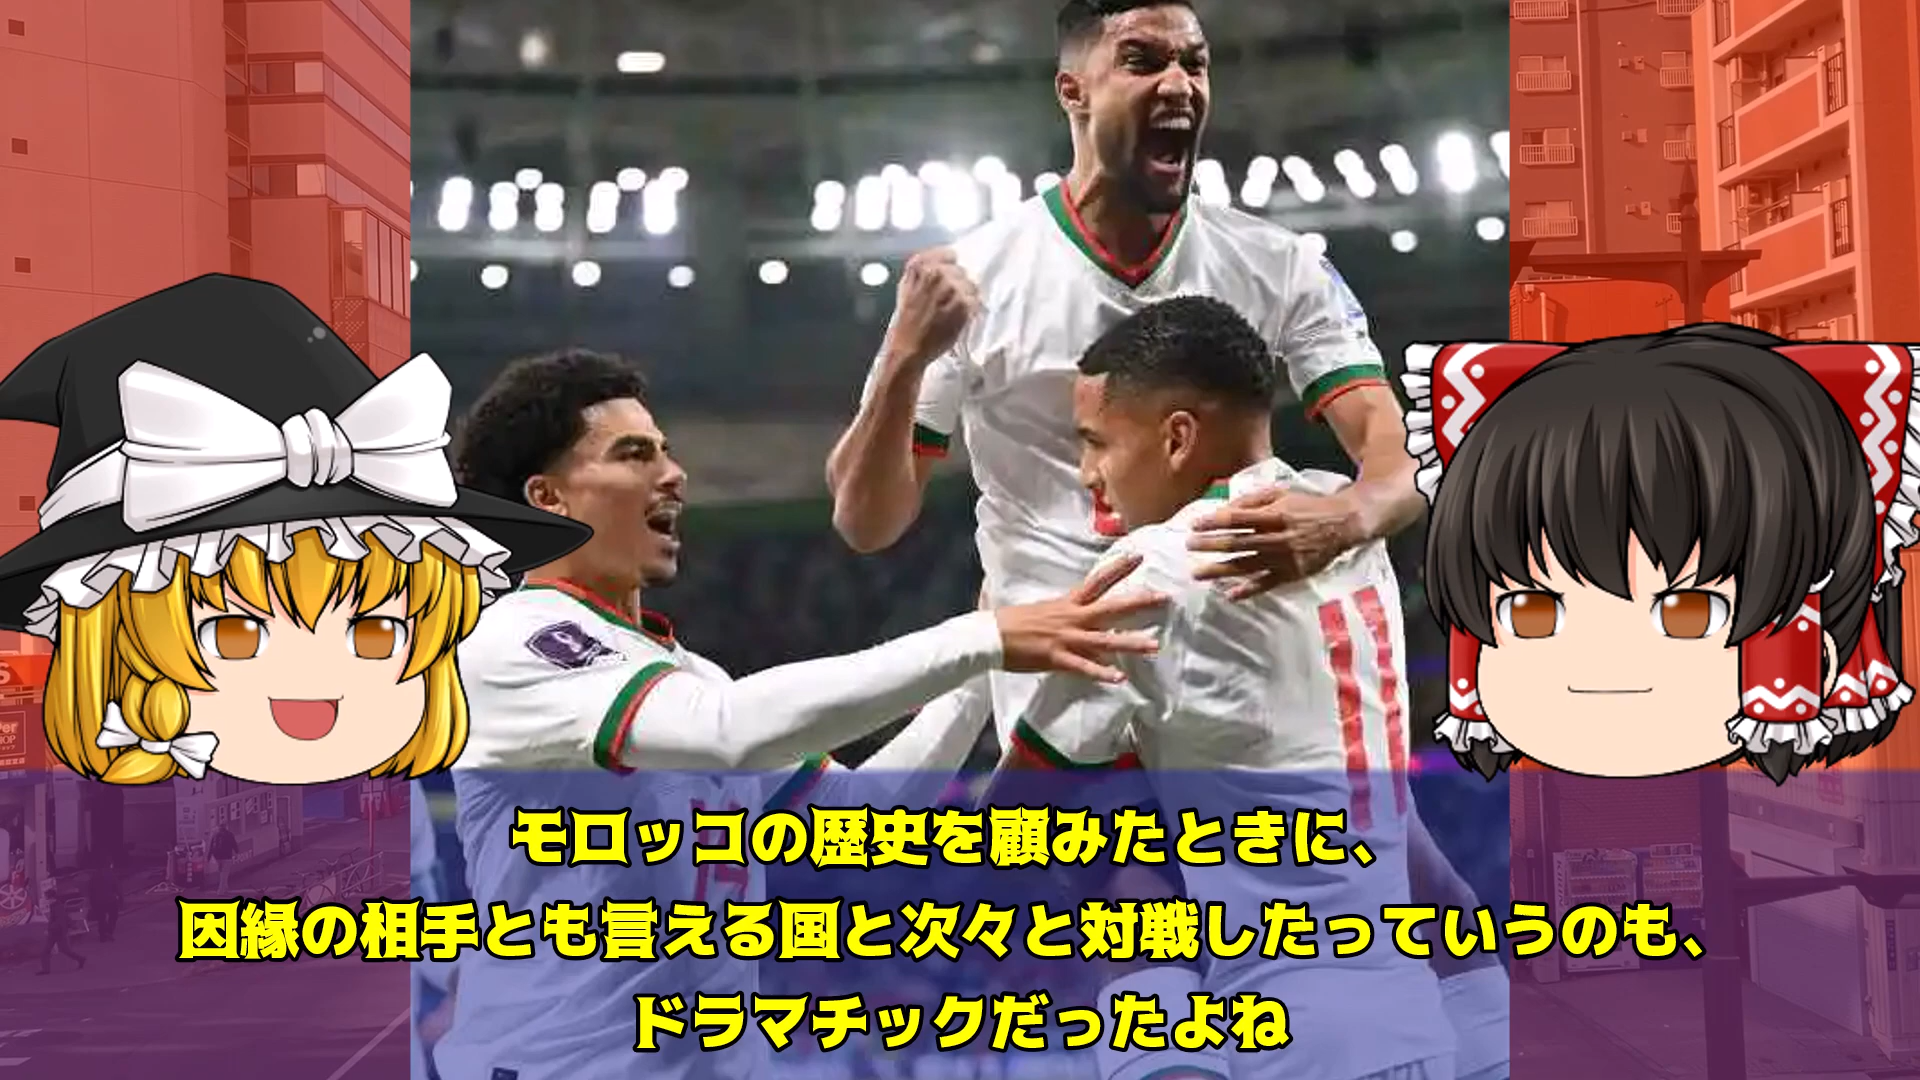 モロッコの歴史を顧みたときに、
因縁の相手とも言える国と次々と対戦したっていうのも、
ドラマチックだったよね
11